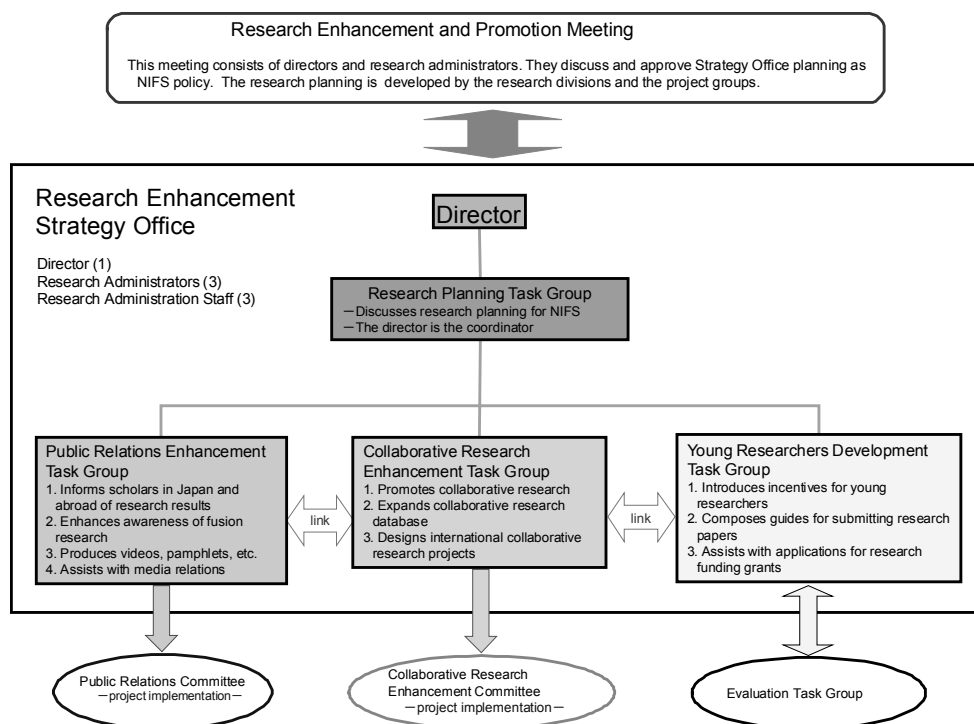 Research Enhancement and Promotion Meeting
This meeting consists of directors and research administrators. They discuss and approve Strategy Office planning as
NIFS policy. The research planning is developed by the research divisions and the project groups.
Research Enhancement
Strategy Office
Director (1)
Research Administrators (3)
Research Administration Staff (3)
Director
Research Planning Task Group
－Discusses research planning for NIFS
－The director is the coordinator
Public Relations Enhancement
Task Group
1. Informs scholars in Japan and
abroad of research results
2. Enhances awareness of fusion
research
3. Produces videos, pamphlets, etc.
4. Assists with media relations
link
Collaborative Research
Enhancement Task Group
1. Promotes collaborative research
2. Expands collaborative research
database
3. Designs international collaborative
research projects
link
Young Researchers Development
Task Group
1. Introduces incentives for young
researchers
2. Composes guides for submitting research
papers
3. Assists with applications for research
funding grants
Public Relations Committee
－project implementation－
Collaborative Research
Enhancement Committee
－project implementation－
Evaluation Task Group